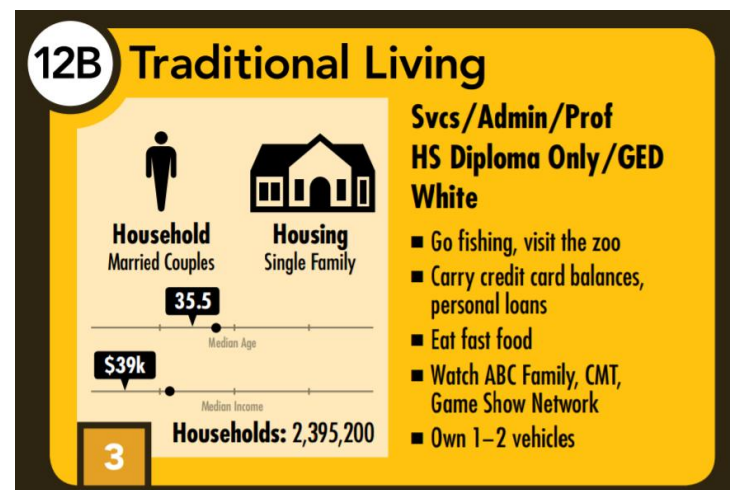 12B Traditional Living
Household
Married Couples
Housing
Single Family
35.5
Median Age
$39k
Median Income
Households: 2,395,200
3
Svcs/Admin/Prof
HS Diploma Only/GED
White
■ Go fishing, visit the zoo
■ Carry credit card balances,
personal loans
■ Eat fast food
■ Watch ABC Family, CMT,
Game Show Network
■ Own 1–2 vehicles